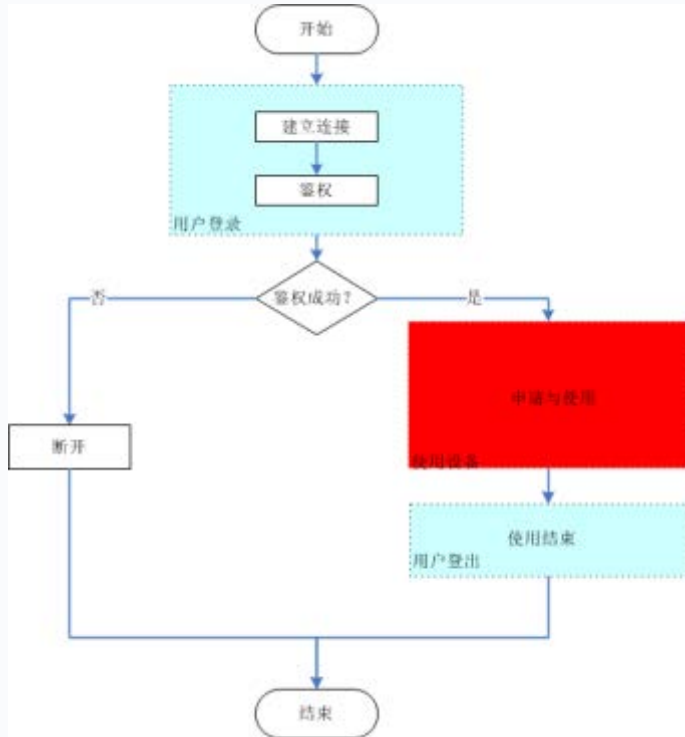 开始
建立连接
鉴权
用户登录
鉴权成功?
否
是
申请与使用
使用设备
断开
使用结束
用户登出
结束